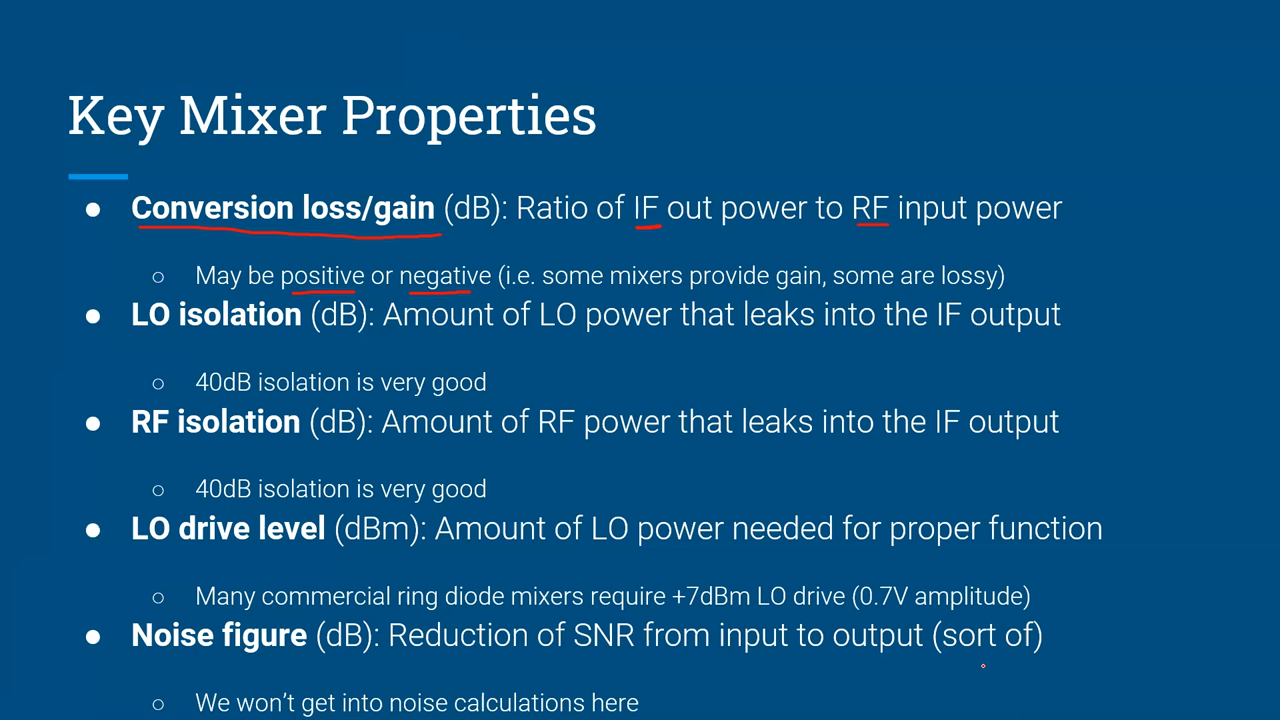 Key Mixer Properties
● Conversion loss/gain (dB): Ratio of IF out power to RF input power
○ May be positive or negative (i.e. some mixers provide gain, some are lossy)
● LO isolation (dB): Amount of LO power that leaks into the IF output
○ 40dB isolation is very good
● RF isolation (dB): Amount of RF power that leaks into the IF output
○ 40dB isolation is very good
● LO drive level (dBm): Amount of LO power needed for proper function
○ Many commercial ring diode mixers require +7dBm LO drive (0.7V amplitude)
● Noise figure (dB): Reduction of SNR from input to output (sort of)
○ We won’t get into noise calculations here